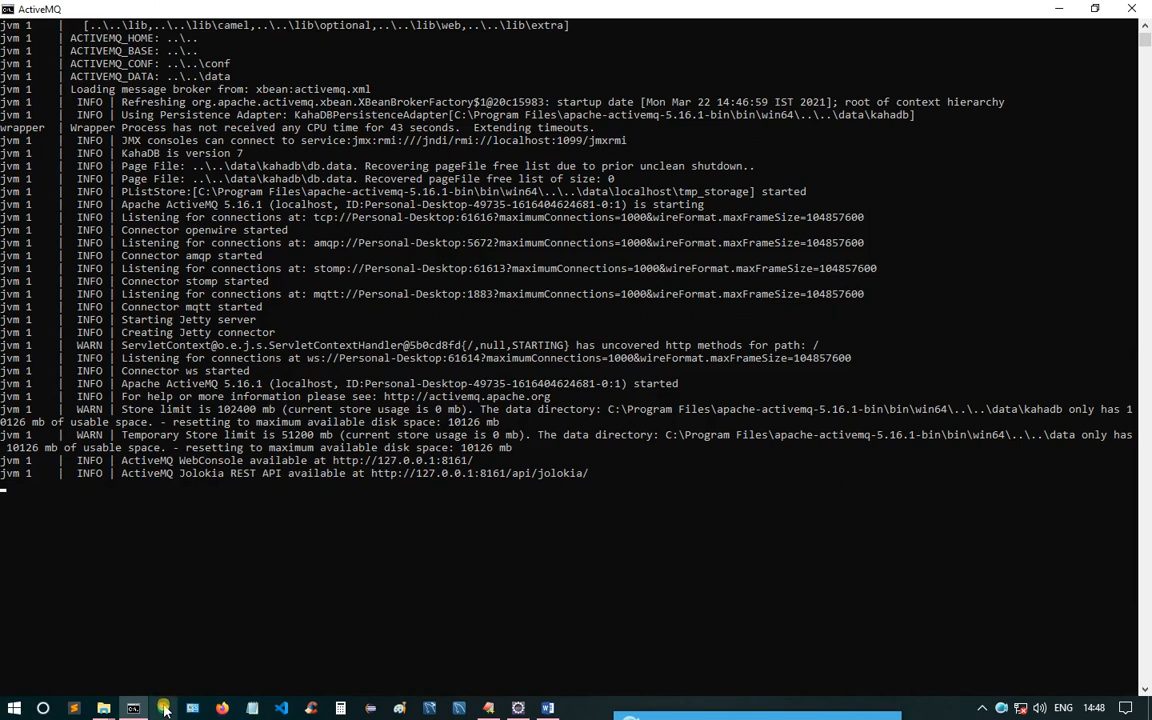 ActiveMQ
jvm 1    |   [..\..\lib,..\..\lib\camel,..\..\lib\optional,..\..\lib\web,..\..\lib\extra]
jvm 1    | ACTIVEMQ_HOME: ..\..
jvm 1    | ACTIVEMQ_BASE: ..\..
jvm 1    | ACTIVEMQ_CONF: ..\..\conf
jvm 1    | ACTIVEMQ_DATA: ..\..\data
jvm 1    | Loading message broker from: xbean:activemq.xml
jvm 1    |  INFO | Refreshing org.apache.activemq.xbean.XBeanBrokerFactory$1@20c15983: startup date [Mon Mar 22 14:46:59 IST 2021]; root of context hierarchy
jvm 1    |  INFO | Using Persistence Adapter: KahaDBPersistenceAdapter[C:\Program Files\apache-activemq-5.16.1-bin\bin\win64\..\..\data\kahadb]
wrapper  | Wrapper Process has not received any CPU time for 43 seconds.  Extending timeouts.
jvm 1    |  INFO | JMX consoles can connect to service:jmx:rmi:///jndi/rmi://localhost:1099/jmxrmi
jvm 1    |  INFO | KahaDB is version 7
jvm 1    |  INFO | Page File: ..\..\data\kahadb\db.data. Recovering pageFile free list due to prior unclean shutdown..
jvm 1    |  INFO | Page File: ..\..\data\kahadb\db.data. Recovered pageFile free list of size: 0
jvm 1    |  INFO | PListStore:[C:\Program Files\apache-activemq-5.16.1-bin\bin\win64\..\..\data\localhost\tmp_storage] started
jvm 1    |  INFO | Apache ActiveMQ 5.16.1 (localhost, ID:Personal-Desktop-49735-1616404624681-0:1) is starting
jvm 1    |  INFO | Listening for connections at: tcp://Personal-Desktop:61616?maximumConnections=1000&wireFormat.maxFrameSize=104857600
jvm 1    |  INFO | Connector openwire started
jvm 1    |  INFO | Listening for connections at: amqp://Personal-Desktop:5672?maximumConnections=1000&wireFormat.maxFrameSize=104857600
jvm 1    |  INFO | Connector amqp started
jvm 1    |  INFO | Listening for connections at: stomp://Personal-Desktop:61613?maximumConnections=1000&wireFormat.maxFrameSize=104857600
jvm 1    |  INFO | Connector stomp started
jvm 1    |  INFO | Listening for connections at: mqtt://Personal-Desktop:1883?maximumConnections=1000&wireFormat.maxFrameSize=104857600
jvm 1    |  INFO | Connector mqtt started
jvm 1    |  INFO | Starting Jetty server
jvm 1    |  INFO | Creating Jetty connector
jvm 1    |  WARN | ServletContext@o.e.j.s.ServletContextHandler@5b0cd8fd{/,null,STARTING} has uncovered http methods for path: /
jvm 1    |  INFO | Listening for connections at ws://Personal-Desktop:61614?maximumConnections=1000&wireFormat.maxFrameSize=104857600
jvm 1    |  INFO | Connector ws started
jvm 1    |  INFO | Apache ActiveMQ 5.16.1 (localhost, ID:Personal-Desktop-49735-1616404624681-0:1) started
jvm 1    |  INFO | For help or more information please see: http://activemq.apache.org
jvm 1    |  WARN | Store limit is 102400 mb (current store usage is 0 mb). The data directory: C:\Program Files\apache-activemq-5.16.1-bin\bin\win64\..\..\data\kahadb only has 1
0126 mb of usable space. - resetting to maximum available disk space: 10126 mb
jvm 1    |  WARN | Temporary Store limit is 51200 mb (current store usage is 0 mb). The data directory: C:\Program Files\apache-activemq-5.16.1-bin\bin\win64\..\..\data only has
 10126 mb of usable space. - resetting to maximum available disk space: 10126 mb
jvm 1    |  INFO | ActiveMQ WebConsole available at http://127.0.0.1:8161/
jvm 1    |  INFO | ActiveMQ Jolokia REST API available at http://127.0.0.1:8161/api/jolokia/
ENG 14:48